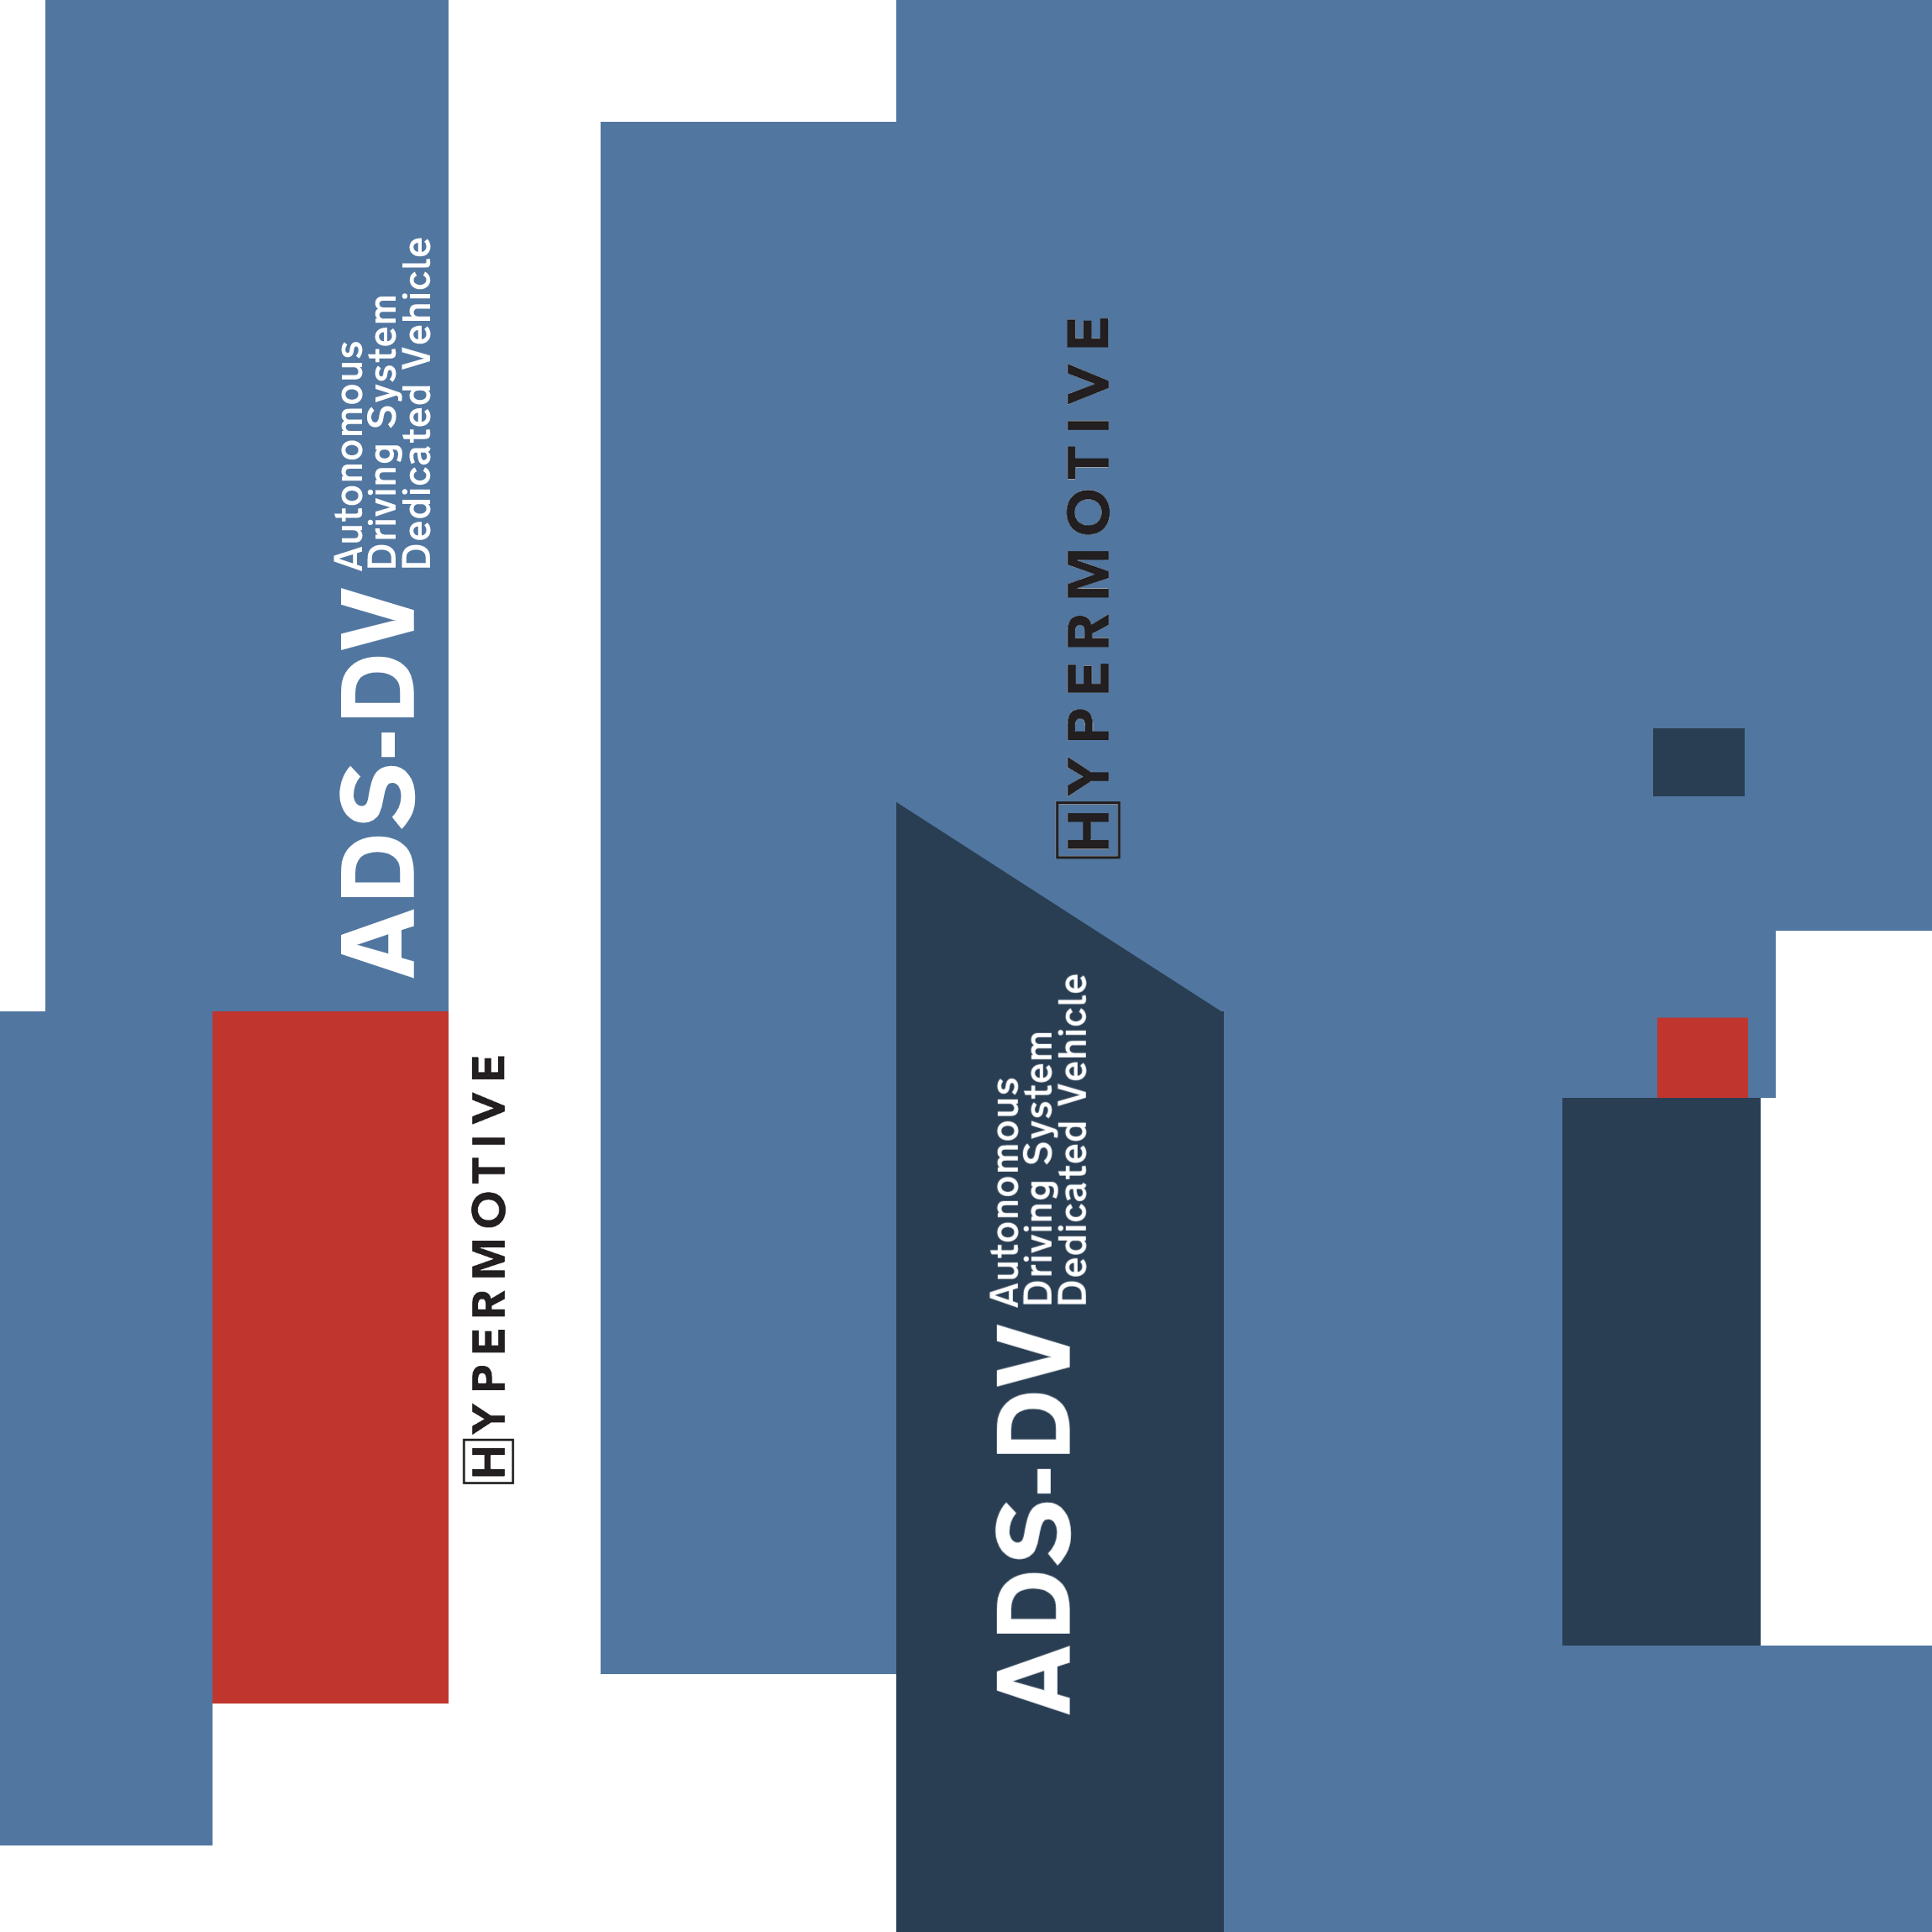 ADS-DV
Autonomous
Driving System
Dedicated Vehicle
HYPERMOTIVE
HYPERMOTIVE
ADS-DV
Autonomous
Driving System
Dedicated Vehicle